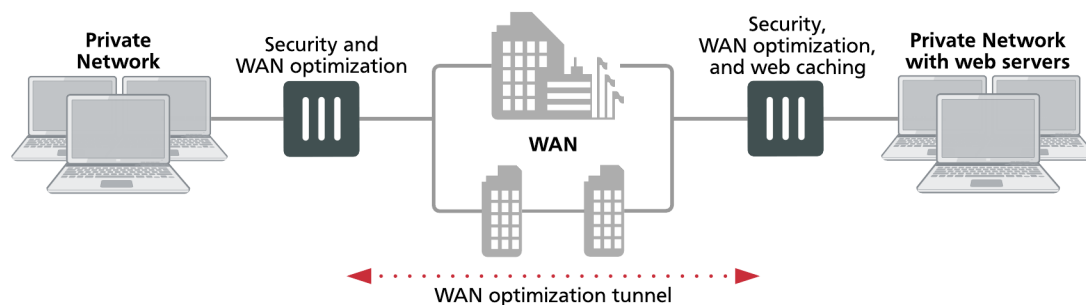 Private
Network
Security and
WAN optimization
WAN
Security,
WAN optimization,
and web caching
Private Network
with web servers
WAN optimization tunnel